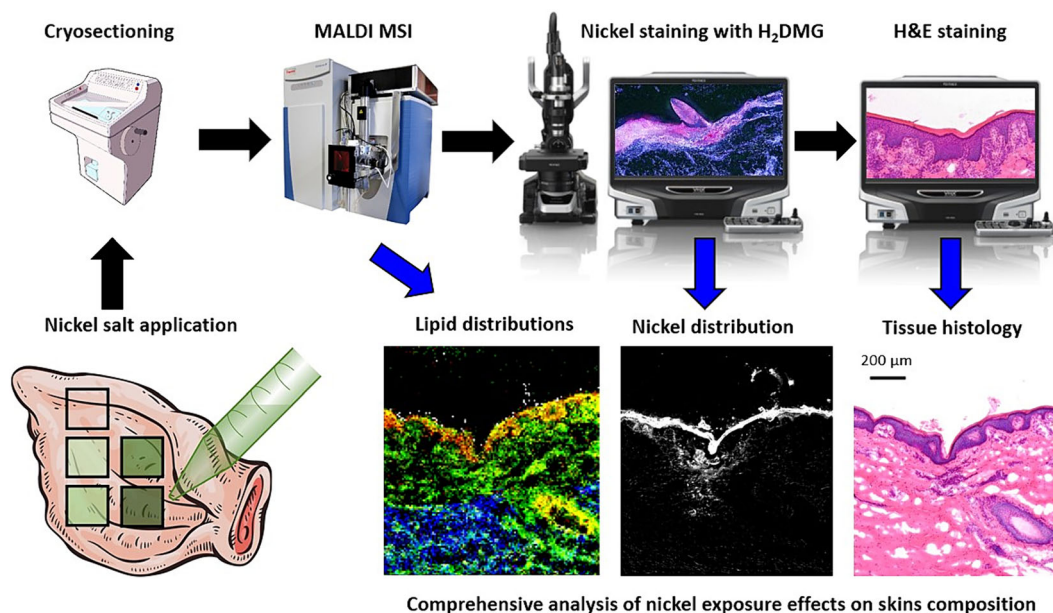 Cryosectioning
MALDI MSI
Nickel staining with H₂DMG
H&E staining
Nickel salt application
Lipid distributions
Nickel distribution
Tissue histology
200 µm
Comprehensive analysis of nickel exposure effects on skins composition